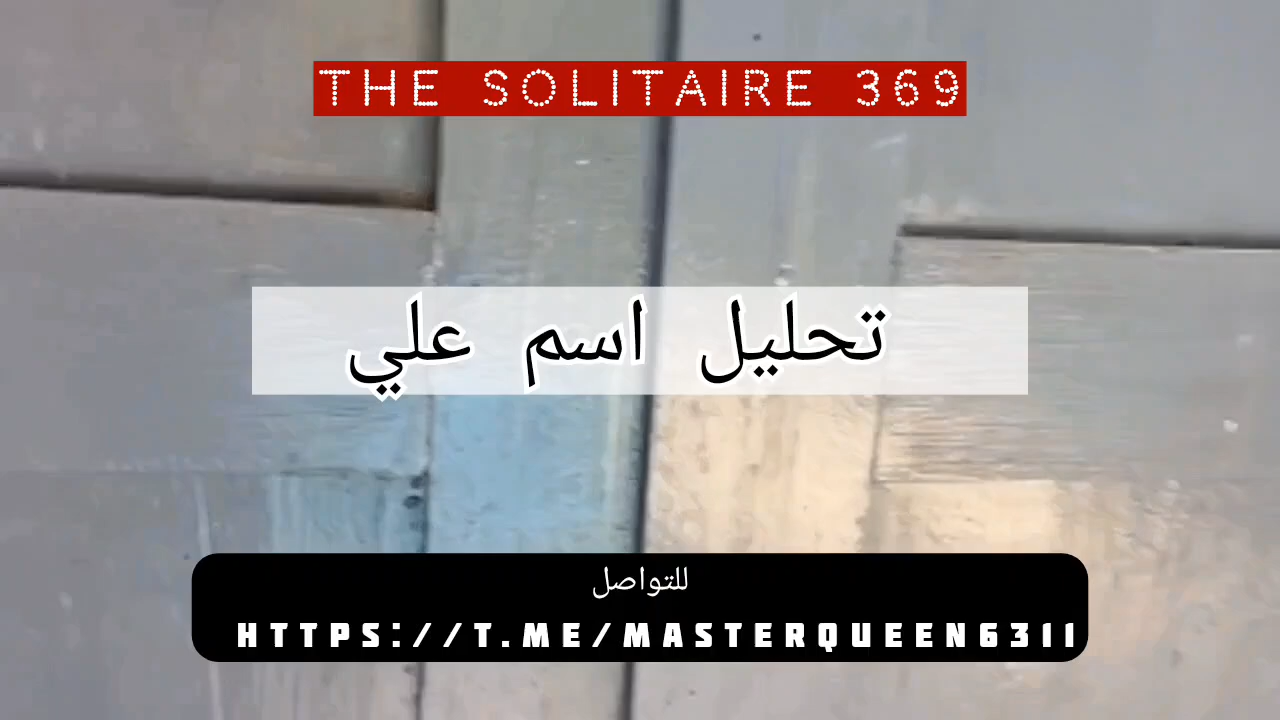 THE SOLITAIRE 369
تحليل اسم علي
للتواصل
HTTPS://T.ME/MASTERQUEEN6311